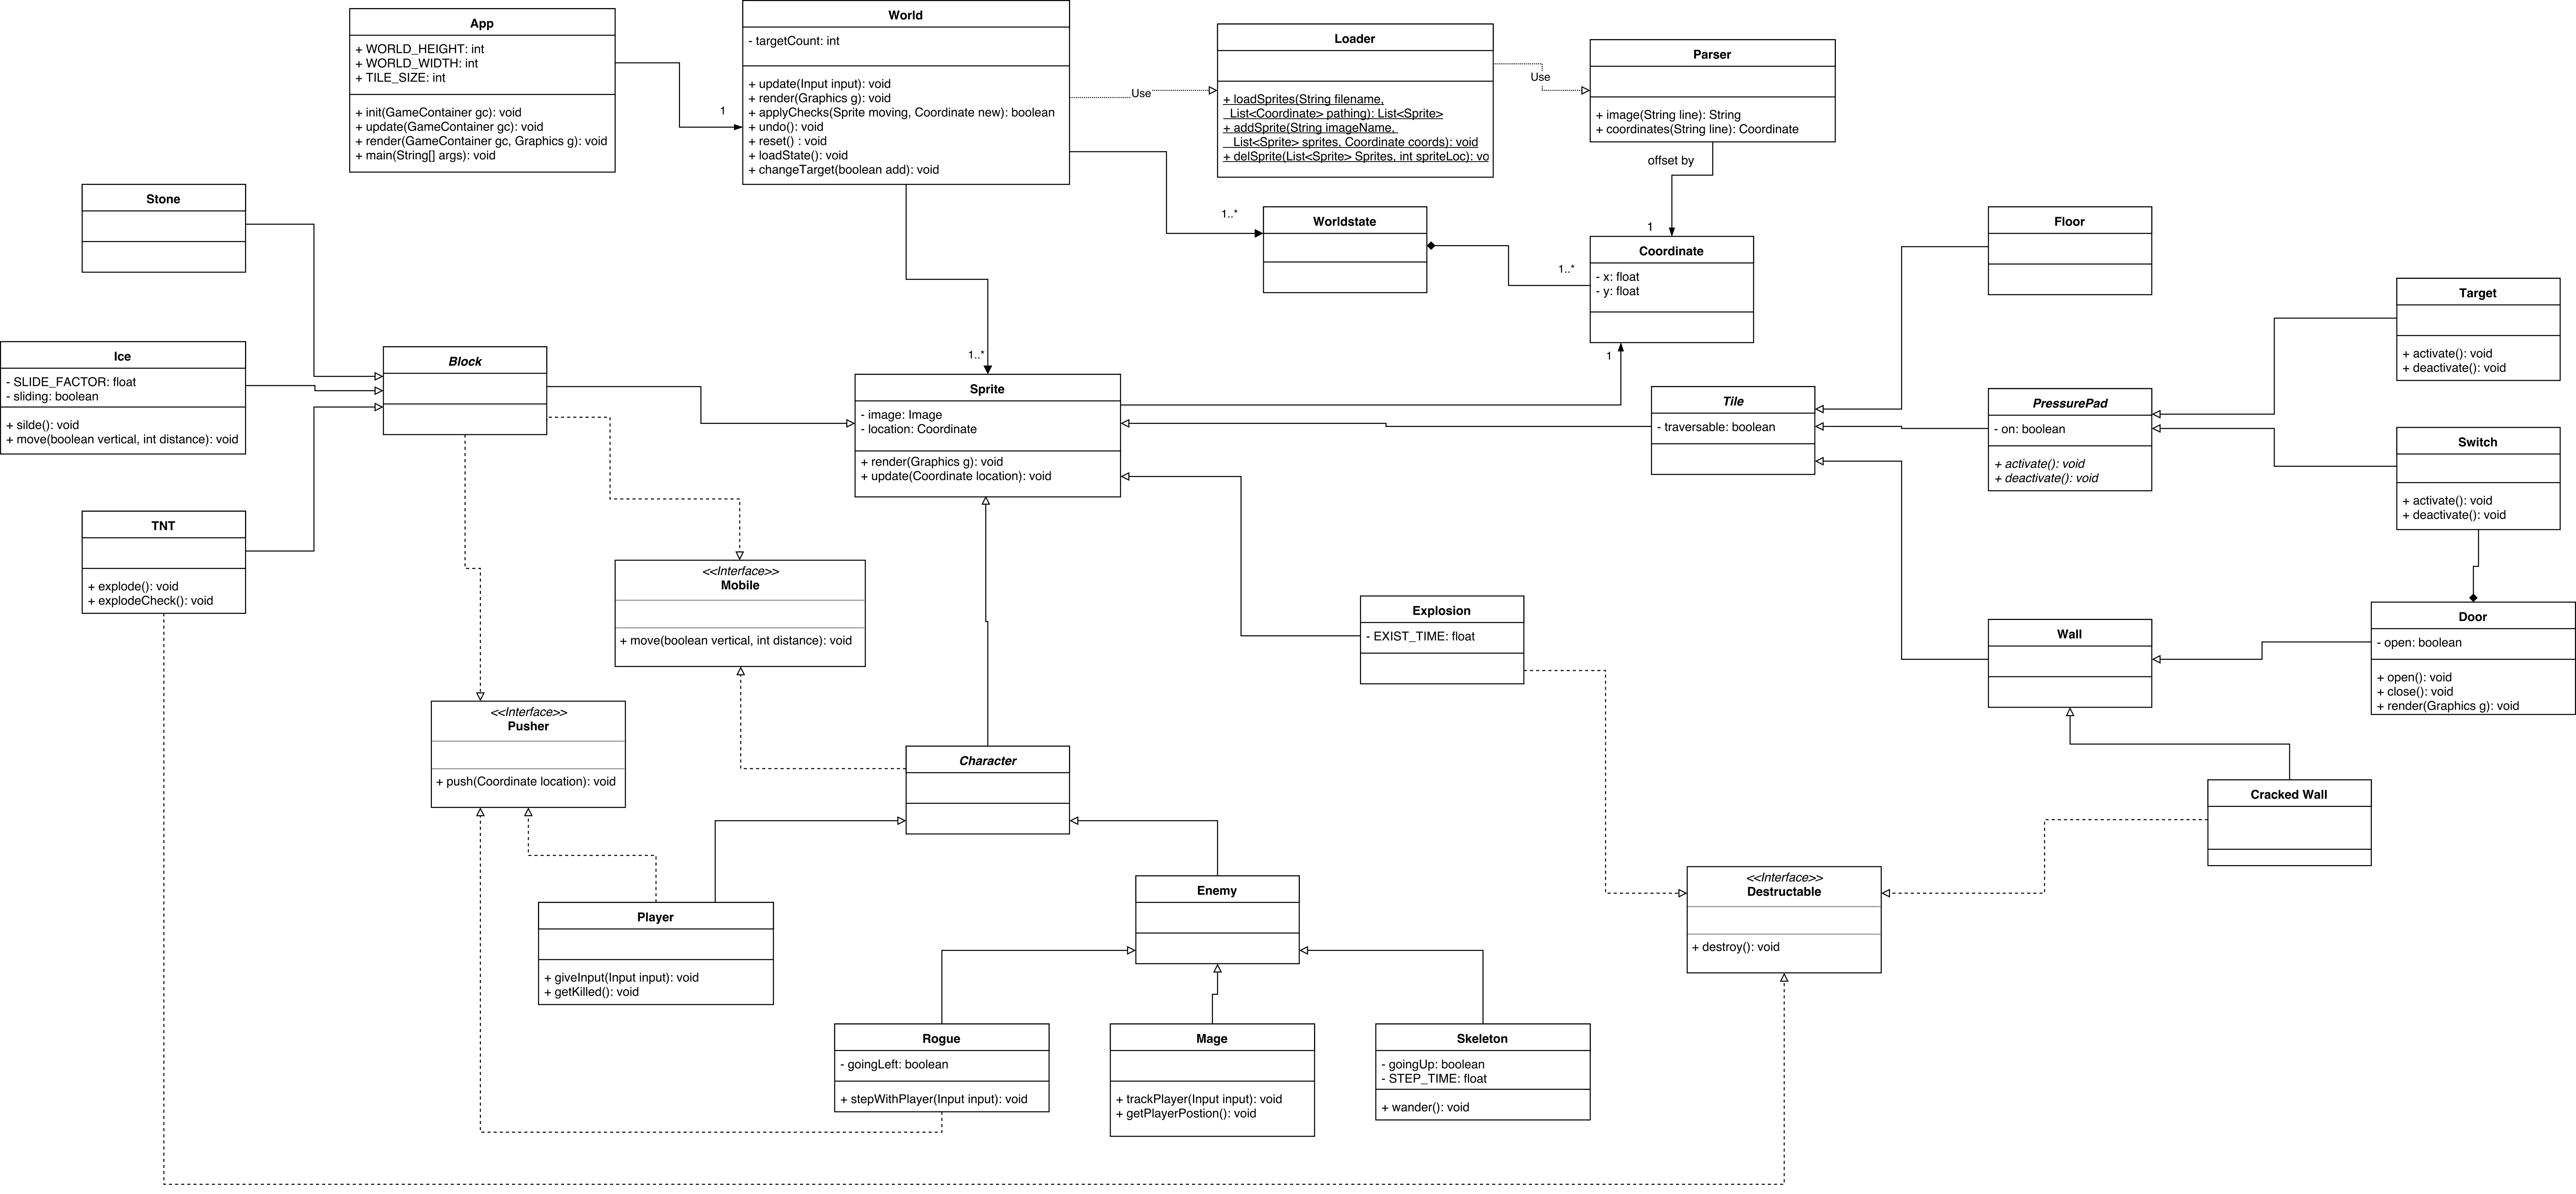 App
+ WORLD_HEIGHT: int
+ WORLD_WIDTH: int
+ TILE_SIZE: int
+ init(GameContainer gc): void
+ update(GameContainer gc): void
+ render(GameContainer gc, Graphics g): void
+ main(String[] args): void
1
World
- targetCount: int
+ update(Input input): void
+ render(Graphics g): void
+ applyChecks(Sprite moving, Coordinate new): boolean
+ undo(): void
+ reset() : void
+ loadState(): void
+ changeTarget(boolean add): void
Use
Loader
+ loadSprites(String filename,
List<Coordinate> pathing): List<Sprite>
+ addSprite(String imageName,
List<Sprite> sprites, Coordinate coords): void
+ delSprite(List<Sprite> Sprites, int spriteLoc): vo
Use
Parser
+ image(String line): String
+ coordinates(String line): Coordinate
offset by
1
Stone
1..*
Worldstate
1..*
Coordinate
- x: float
- y: float
1
Floor
Target
+ activate(): void
+ deactivate(): void
Ice
- SLIDE_FACTOR: float
- sliding: boolean
+ silde(): void
+ move(boolean vertical, int distance): void
Block
1..*
Sprite
- image: Image
- location: Coordinate
+ render(Graphics g): void
+ update(Coordinate location): void
Tile
- traversable: boolean
PressurePad
- on: boolean
+ activate(): void
+ deactivate(): void
Switch
+ activate(): void
+ deactivate(): void
TNT
+ explode(): void
+ explodeCheck(): void
<<Interface>>
Mobile
+ move(boolean vertical, int distance): void
Explosion
- EXIST_TIME: float
Wall
Door
- open: boolean
+ open(): void
+ close(): void
+ render(Graphics g): void
<<Interface>>
Pusher
+ push(Coordinate location): void
Character
Cracked Wall
Player
+ giveInput(Input input): void
+ getKilled(): void
Enemy
<<Interface>>
Destructable
+ destroy(): void
Rogue
- goingLeft: boolean
+ stepWithPlayer(Input input): void
Mage
+ trackPlayer(Input input): void
+ getPlayerPostion(): void
Skeleton
- goingUp: boolean
- STEP_TIME: float
+ wander(): void